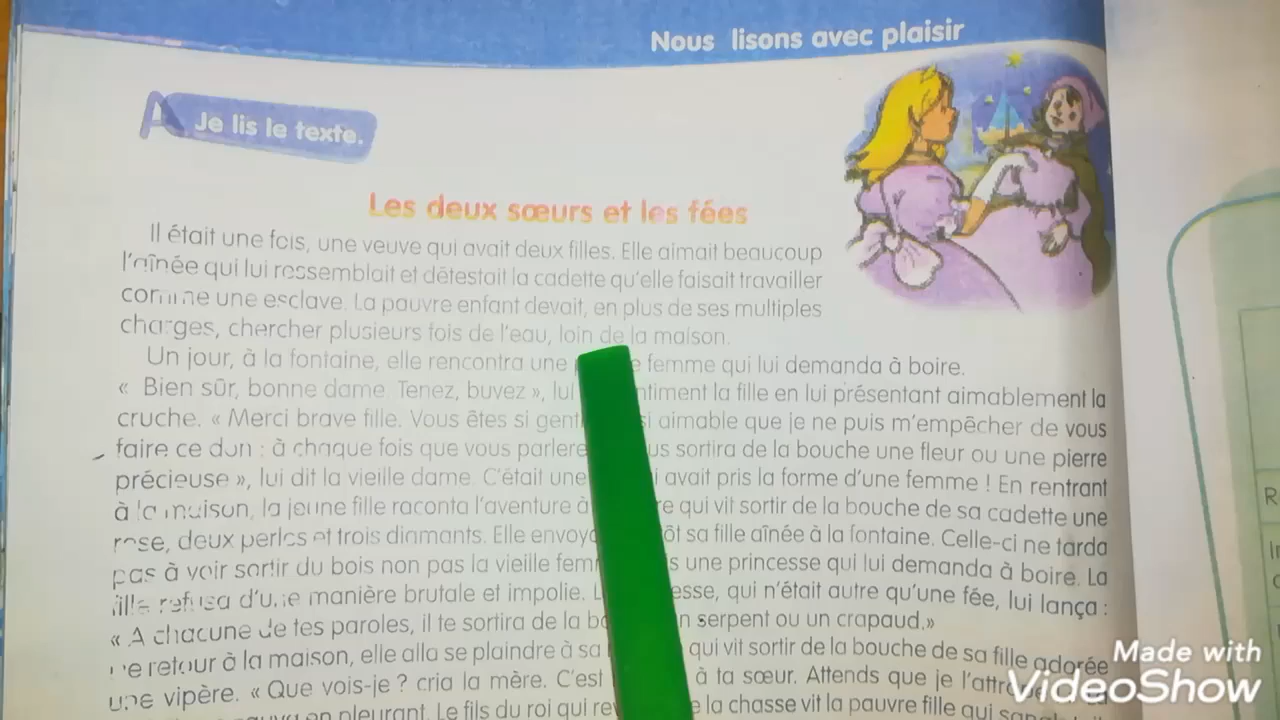 Nous lisons avec plaisir
A Je lis le texte.
Les deux sœurs et les fées
Il était une fois, une veuve qui avait deux filles. Elle aimait beaucoup
l'aînée qui lui ressemblait et détestait la cadette qu'elle faisait travailler
comme une esclave. La pauvre enfant devait, en plus de ses multiples
charges, chercher plusieurs fois de l'eau, loin de la maison.
Un jour, à la fontaine, elle rencontra une femme qui lui demanda à boire.
« Bien sûr, bonne dame. Tenez, buvez », lui la fille en lui présentant aimablement la
cruche. « Merci brave fille. Vous êtes si aimable que je ne puis m'empêcher de vous
faire ce don : à chaque fois que vous sortira de la bouche une fleur ou une pierre
précieuse », lui dit la vieille dame. C'était une avait pris la forme d'une femme ! En rentrant
à la maison, la jeune fille raconta l'aventure à qui vit sortir de la bouche de sa cadette une
rose, deux perles et trois diamants. Elle sa fille aînée à la fontaine. Celle-ci ne tarda
pas à voir sortir du bois non pas la vieille une princesse qui lui demanda à boire. La
fille refusa d'une manière brutale et impolie. qui n'était autre qu'une fée, lui lança :
« A chacune de tes paroles, il te sortira de la serpent ou un crapaud.»
De retour à la maison, elle alla se plaindre à sa qui vit sortir de la bouche de sa fille adorée
une vipère. « Que vois-je ? cria la mère. C'est à ta sœur. Attends que je
en pleurant. Le fils du roi qui la chasse vit la pauvre fille qui
Made with
VideoShow